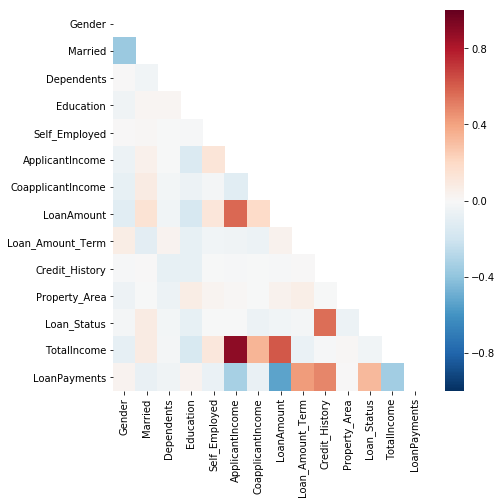 Gender
Married
Dependents
Education
Self_Employed
ApplicantIncome
CoapplicantIncome
LoanAmount
Loan_Amount_Term
Credit_History
Property_Area
Loan_Status
TotalIncome
LoanPayments
Gender
Married
Dependents
Education
Self_Employed
ApplicantIncome
CoapplicantIncome
LoanAmount
Loan_Amount_Term
Credit_History
Property_Area
Loan_Status
TotalIncome
LoanPayments
0.8
0.4
0.0
−0.4
−0.8